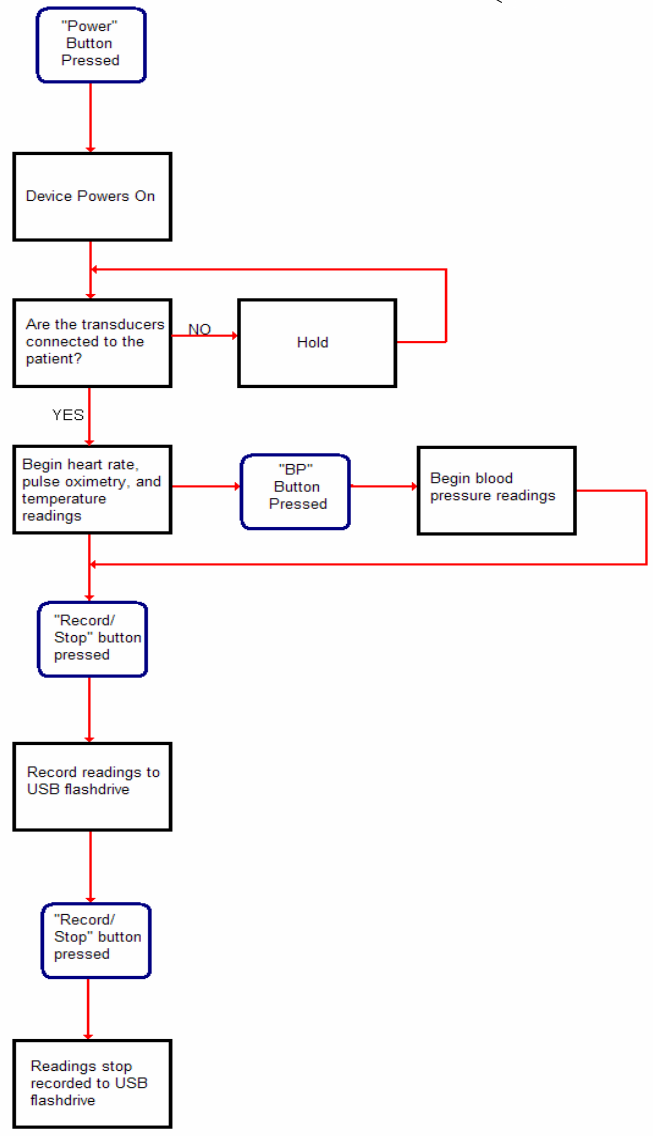 "Power"
Button
Pressed
Device Powers On
Are the transducers
connected to the
patient?
NO
Hold
YES
Begin heart rate,
pulse oximetry, and
temperature
readings
"BP"
Button
Pressed
Begin blood
pressure readings
"Record/
Stop" button
pressed
Record readings to
USB flashdrive
"Record/
Stop" button
pressed
Readings stop
recorded to USB
flashdrive